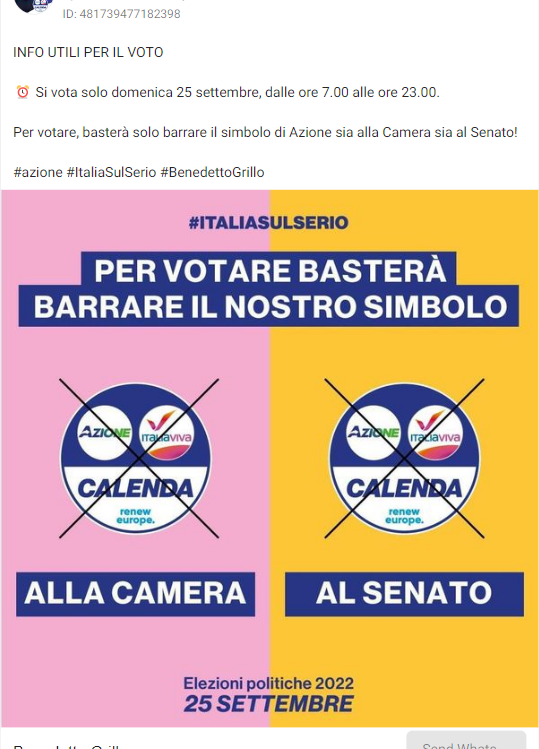 ID: 481739477182398
INFO UTILI PER IL VOTO
⏰ Si vota solo domenica 25 settembre, dalle ore 7.00 alle ore 23.00.
Per votare, basterà solo barrare il simbolo di Azione sia alla Camera sia al Senato!
#azione #ItaliaSulSerio #BenedettoGrillo
#ITALIASULSERIO
PER VOTARE BASTERÀ
BARRARE IL NOSTRO SIMBOLO
AZIONE ITALIAVIVA
CALENDA
renew
europe.
AZIONE ITALIAVIVA
CALENDA
renew
europe.
ALLA CAMERA
AL SENATO
Elezioni politiche 2022
25 SETTEMBRE